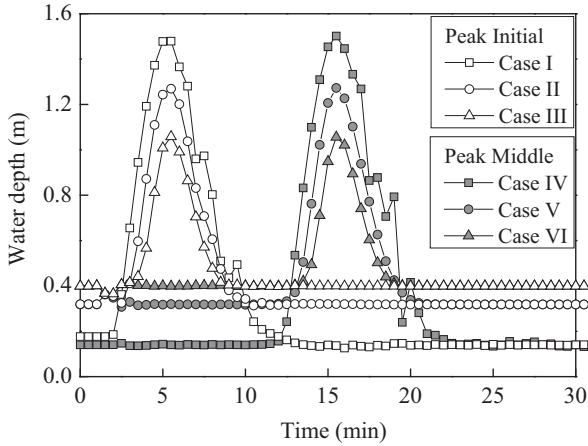 1.6
1.2
0.8
0.4
0.0
Water depth (m)
Peak Initial
Case I
Case II
Case III
Peak Middle
Case IV
Case V
Case VI
0 5 10 15 20 25 30
Time (min)